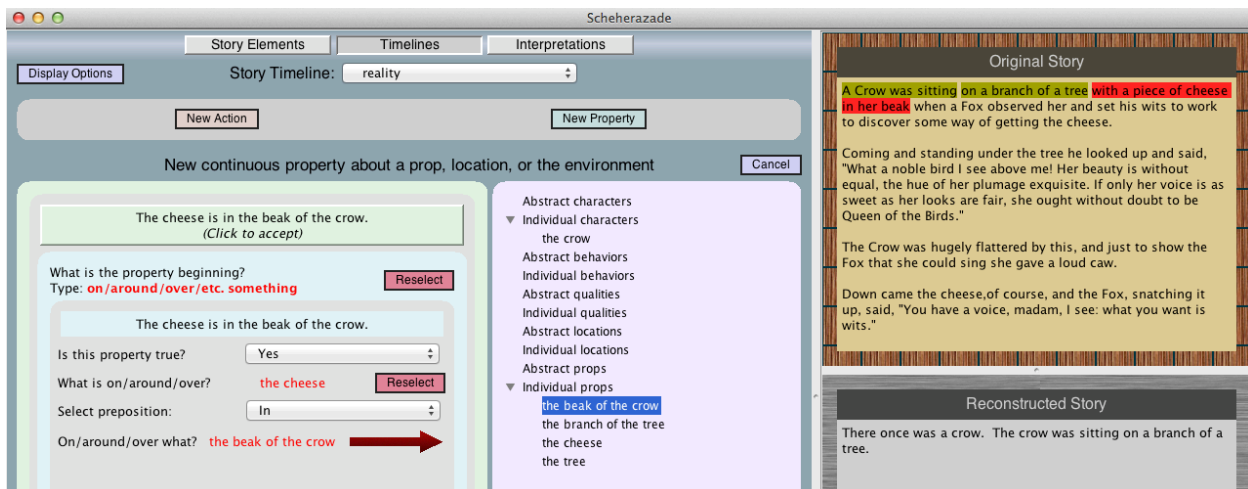 Scheherazade
Story Elements
Timelines
Interpretations
Display Options
Story Timeline:
reality
New Action
New Property
New continuous property about a prop, location, or the environment
Cancel
The cheese is in the beak of the crow.
(Click to accept)
What is the property beginning?
Type: on/around/over/etc. something
Reselect
The cheese is in the beak of the crow.
Is this property true?
Yes
What is on/around/over?
the cheese
Reselect
Select preposition:
In
On/around/over what?
the beak of the crow
Abstract characters
Individual characters
the crow
Abstract behaviors
Individual behaviors
Abstract qualities
Individual qualities
Abstract locations
Individual locations
Abstract props
Individual props
the beak of the crow
the branch of the tree
the cheese
the tree
Original Story
A Crow was sitting on a branch of a tree with a piece of cheese
in her beak when a Fox observed her and set his wits to work
to discover some way of getting the cheese.
Coming and standing under the tree he looked up and said,
"What a noble bird I see above me! Her beauty is without
equal, the hue of her plumage exquisite. If only her voice is as
sweet as her looks are fair, she ought without doubt to be
Queen of the Birds."
The Crow was hugely flattered by this, and just to show the
Fox that she could sing she gave a loud caw.
Down came the cheese,of course, and the Fox, snatching it
up, said, "You have a voice, madam, I see: what you want is
wits."
Reconstructed Story
There once was a crow. The crow was sitting on a branch of a
tree.